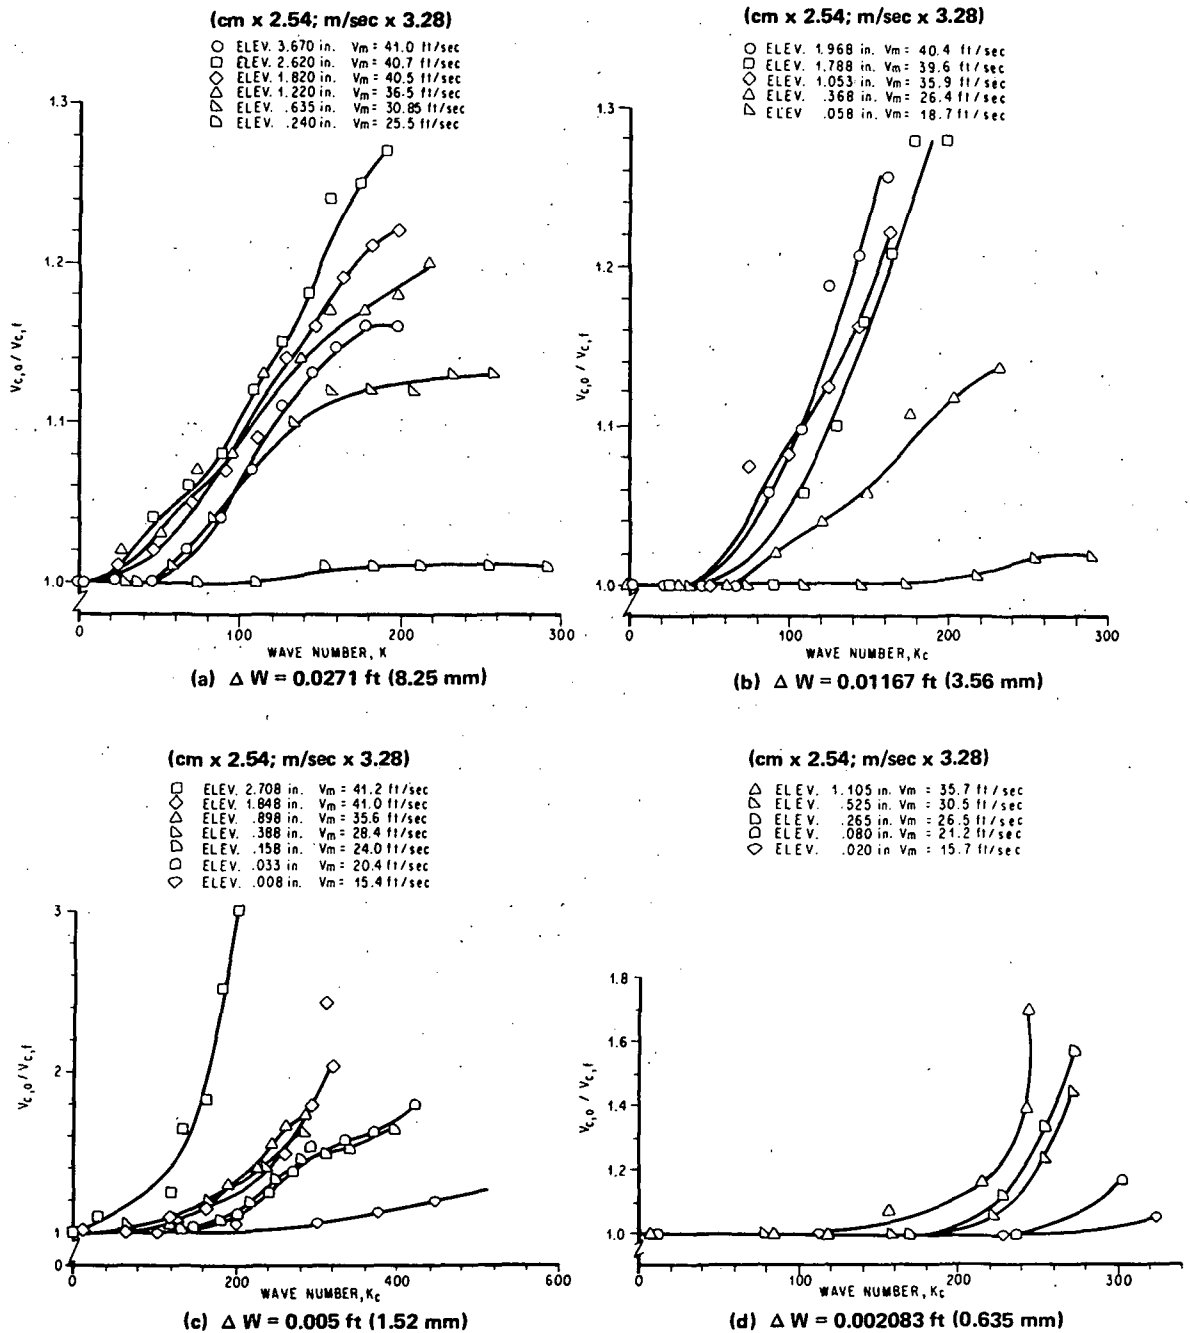 (cm x 2.54; m/sec x 3.28)
ELEV. 3.670 in. Vm = 41.0 ft/sec
ELEV. 2.620 in. Vm = 40.7 ft/sec
ELEV. 1.820 in. Vm = 40.5 ft/sec
ELEV. 1.220 in. Vm = 36.5 ft/sec
ELEV. .635 in. Vm = 30.85 ft/sec
ELEV. .240 in. Vm = 25.5 ft/sec
1.3
1.2
1.1
1.0
Vc,o / Vc,f
0 100 200 300
WAVE NUMBER, K
(a) Δ W = 0.0271 ft (8.25 mm)
(cm x 2.54; m/sec x 3.28)
ELEV. 1.968 in. Vm = 40.4 ft/sec
ELEV. 1.788 in. Vm = 39.6 ft/sec
ELEV. 1.053 in. Vm = 35.9 ft/sec
ELEV. .368 in. Vm = 26.4 ft/sec
ELEV .058 in. Vm = 18.7 ft/sec
1.3
1.2
1.1
1.0
Vc,o / Vc,f
0 100 200 300
WAVE NUMBER, Kc
(b) Δ W = 0.01167 ft (3.56 mm)
(cm x 2.54; m/sec x 3.28)
ELEV. 2.708 in. Vm = 41.2 ft/sec
ELEV. 1.848 in. Vm = 41.0 ft/sec
ELEV. .898 in. Vm = 35.6 ft/sec
ELEV. .388 in. Vm = 28.4 ft/sec
ELEV. .158 in. Vm = 24.0 ft/sec
ELEV. .033 in Vm = 20.4 ft/sec
ELEV. .008 in. Vm = 15.4 ft/sec
3
2
1
0
Vc,o / Vc,f
0 200 400 600
WAVE NUMBER, Kc
(c) Δ W = 0.005 ft (1.52 mm)
(cm x 2.54; m/sec x 3.28)
ELEV. 1.105 in. Vm = 35.7 ft/sec
ELEV. .525 in. Vm = 30.5 ft/sec
ELEV. .265 in. Vm = 26.5 ft/sec
ELEV. .080 in. Vm = 21.2 ft/sec
ELEV. .020 in Vm = 15.7 ft/sec
1.8
1.6
1.4
1.2
1.0
Vc,o / Vc,f
0 100 200 300
WAVE NUMBER, Kc
(d) Δ W = 0.002083 ft (0.635 mm)